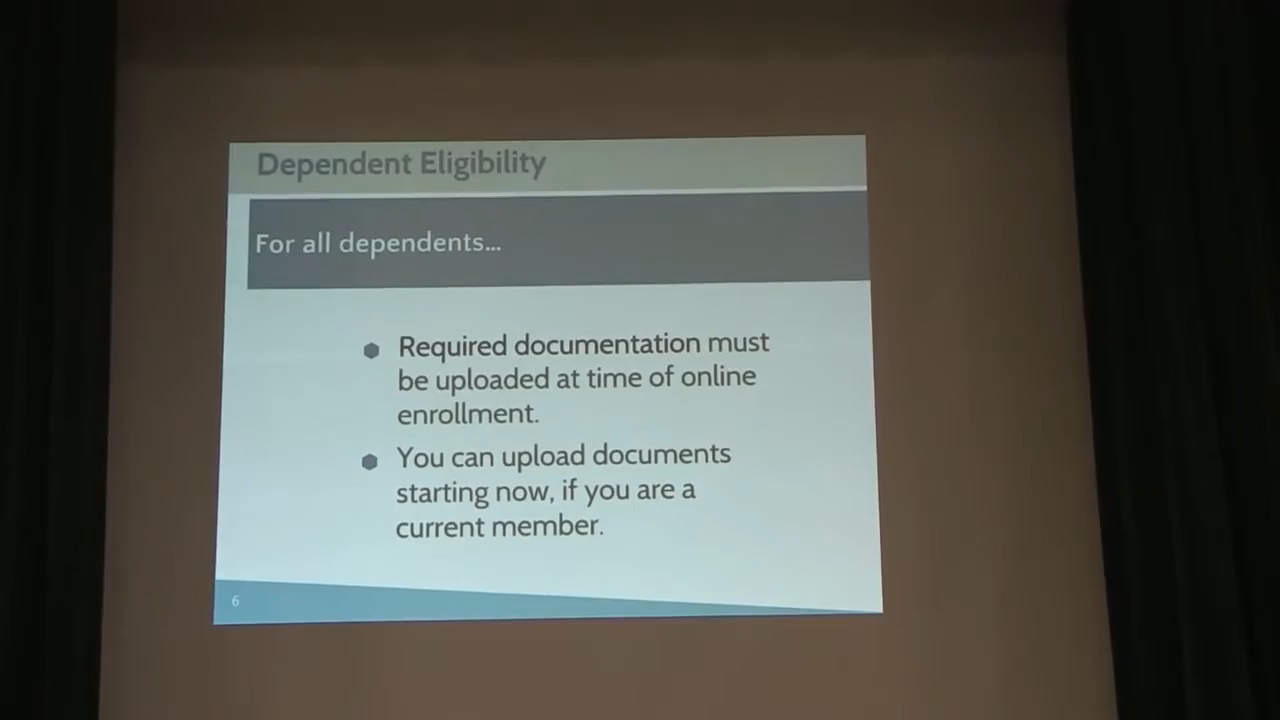 Dependent Eligibility
For all dependents...
Required documentation must
be uploaded at time of online
enrollment.
You can upload documents
starting now, if you are a
current member.
6